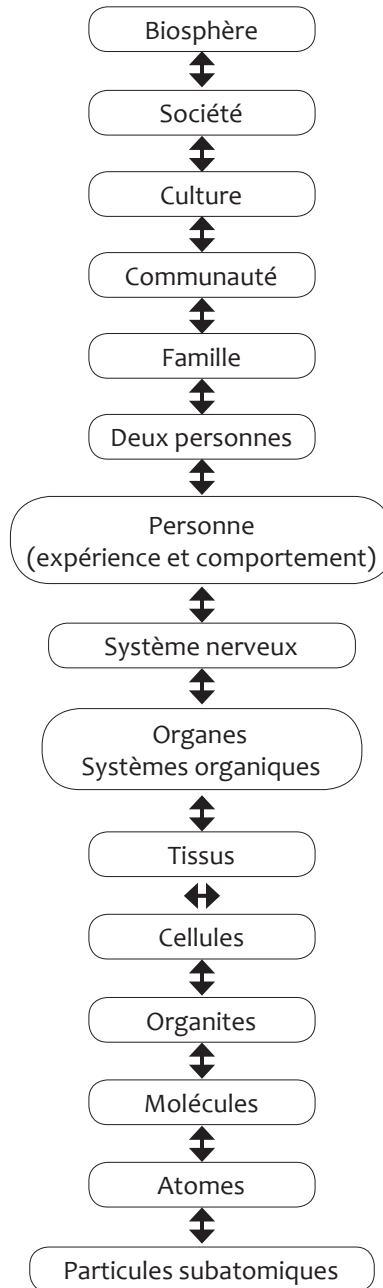 Biosphère
Société
Culture
Communauté
Famille
Deux personnes
Personne
(expérience et comportement)
Système nerveux
Organes
Systèmes organiques
Tissus
Cellules
Organites
Molécules
Atomes
Particules subatomiques